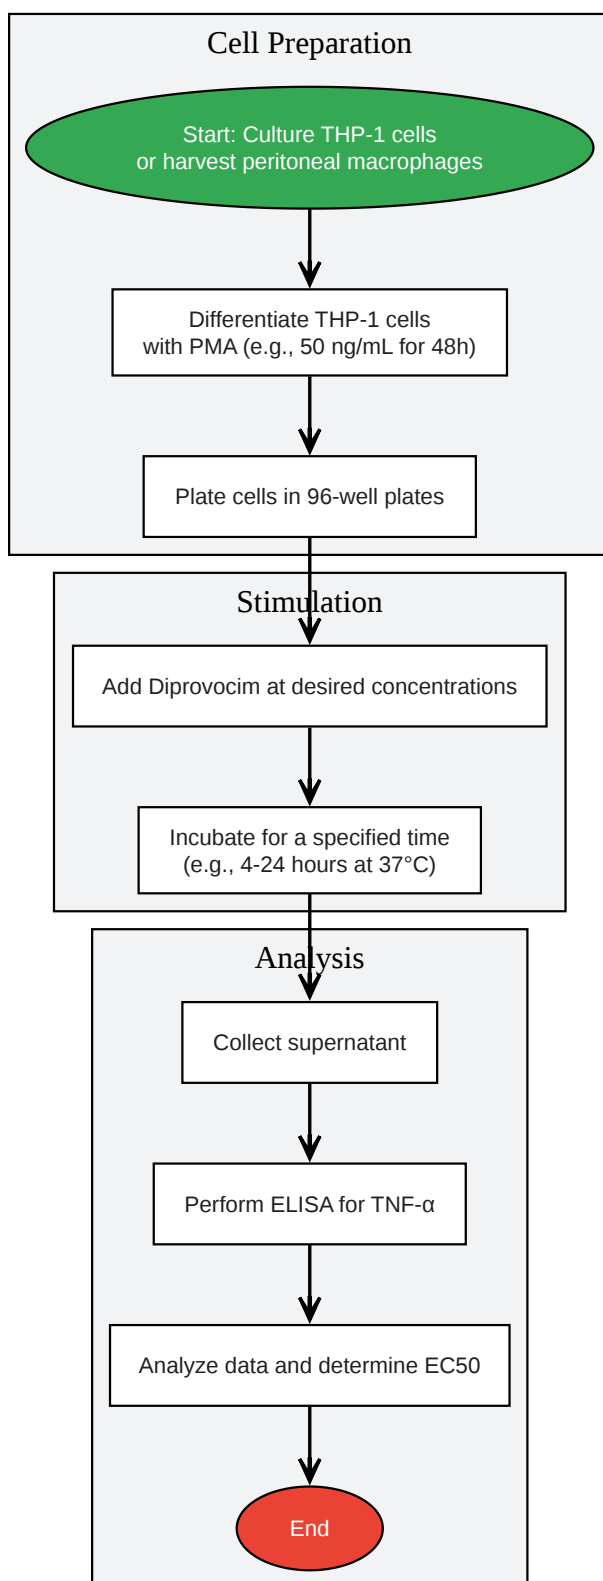 Cell Preparation
Start: Culture THP-1 cells
or harvest peritoneal macrophages
Differentiate THP-1 cells
with PMA (e.g., 50 ng/mL for 48h)
Plate cells in 96-well plates
Stimulation
Add Diprovocim at desired concentrations
Incubate for a specified time
(e.g., 4-24 hours at 37°C)
Analysis
Collect supernatant
Perform ELISA for TNF-α
Analyze data and determine EC50
End